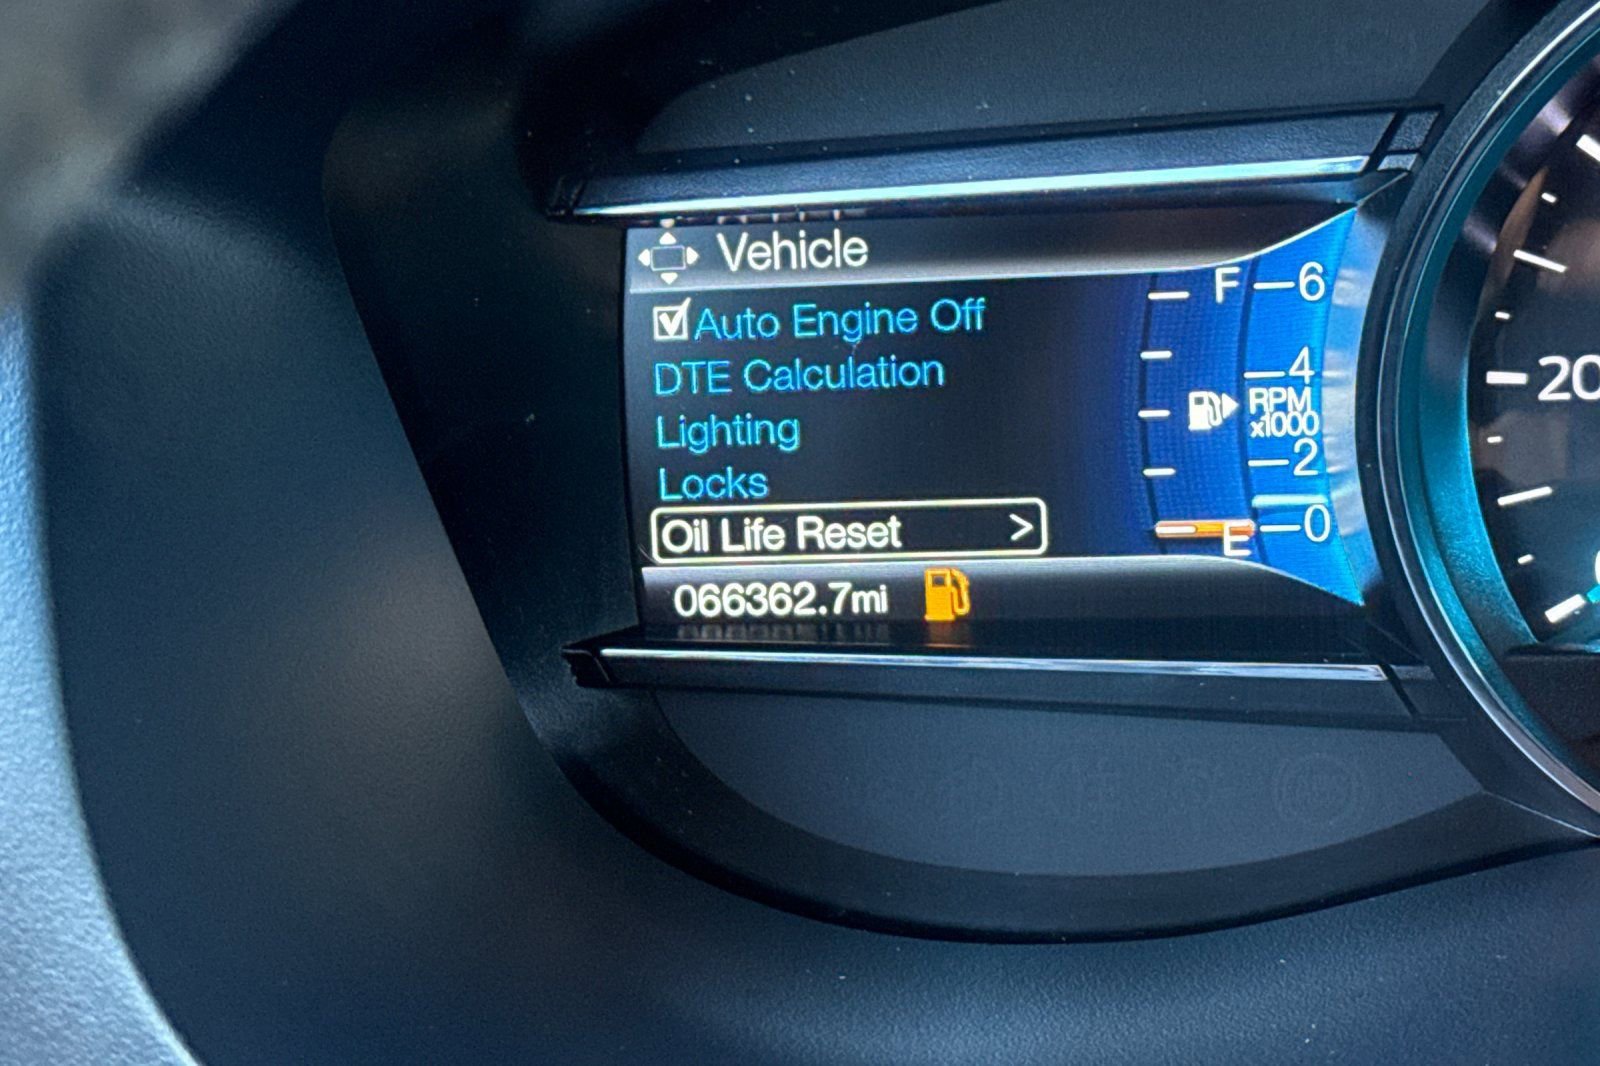 Vehicle
Auto Engine Off
DTE Calculation
Lighting
Locks
Oil Life Reset >
066362.7mi
F
E
6
4
RPM
x1000
2
0
20